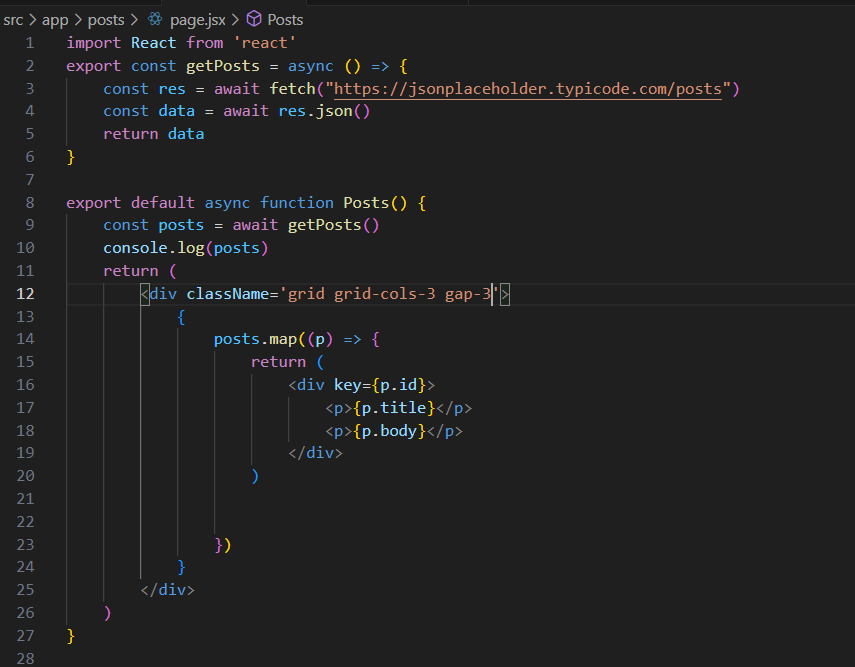 src > app > posts > page.jsx > Posts
1 import React from 'react'
2 export const getPosts = async () => {
3 const res = await fetch("https://jsonplaceholder.typicode.com/posts")
4 const data = await res.json()
5 return data
6 }
7
8 export default async function Posts() {
9 const posts = await getPosts()
10 console.log(posts)
11 return (
12 <div className='grid grid-cols-3 gap-3'>
13 {
14 posts.map((p) => {
15 return (
16 <div key={p.id}>
17 <p>{p.title}</p>
18 <p>{p.body}</p>
19 </div>
20 )
21
22
23 })
24 }
25 </div>
26 )
27 }
28